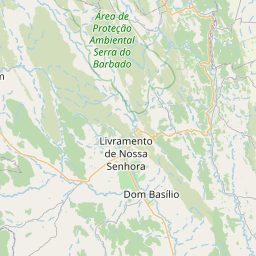 Área de
Proteção
Ambiental
Serra do
Barbado
Livramento
de Nossa
Senhora
Dom Basílio